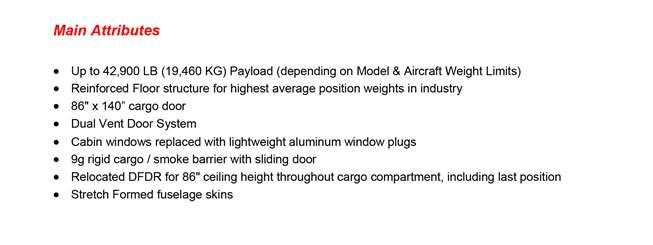 Main Attributes
• Up to 42,900 LB (19,460 KG) Payload (depending on Model & Aircraft Weight Limits)
• Reinforced Floor structure for highest average position weights in industry
• 86" x 140” cargo door
• Dual Vent Door System
• Cabin windows replaced with lightweight aluminum window plugs
• 9g rigid cargo / smoke barrier with sliding door
• Relocated DFDR for 86" ceiling height throughout cargo compartment, including last position
• Stretch Formed fuselage skins